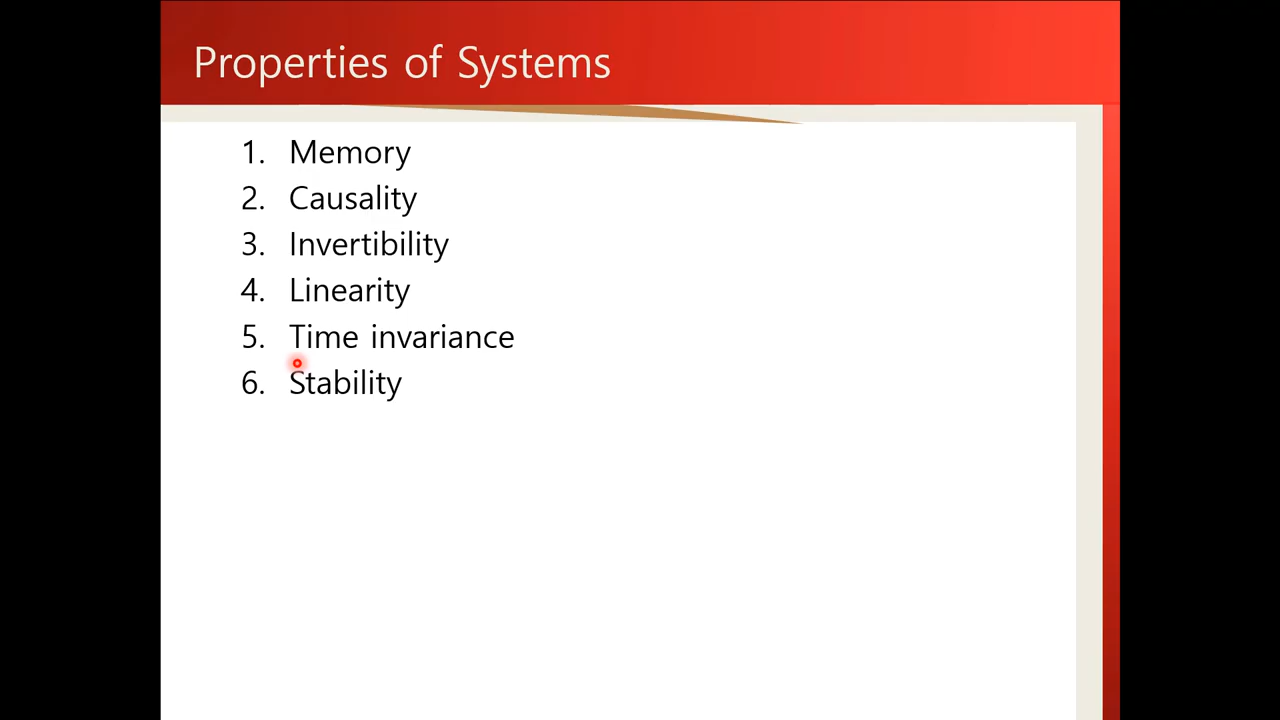 Properties of Systems
1. Memory
2. Causality
3. Invertibility
4. Linearity
5. Time invariance
6. Stability